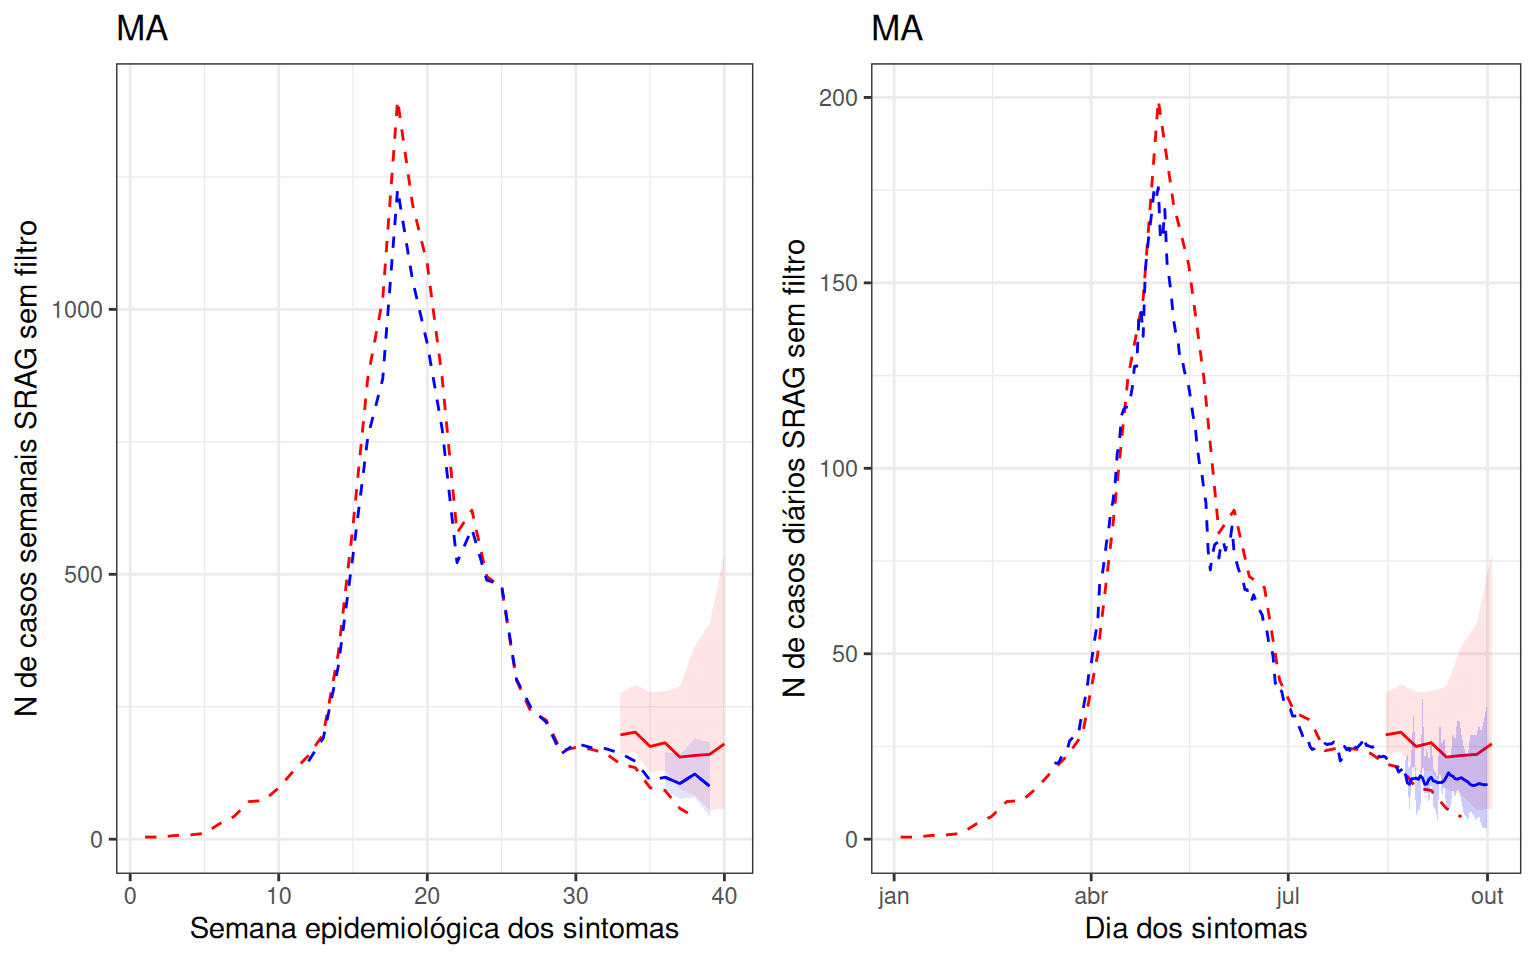 MA
N de casos semanais SRAG sem filtro
1000
500
0
0 10 20 30 40
Semana epidemiológica dos sintomas
MA
N de casos diários SRAG sem filtro
200
150
100
50
0
jan abr jul out
Dia dos sintomas